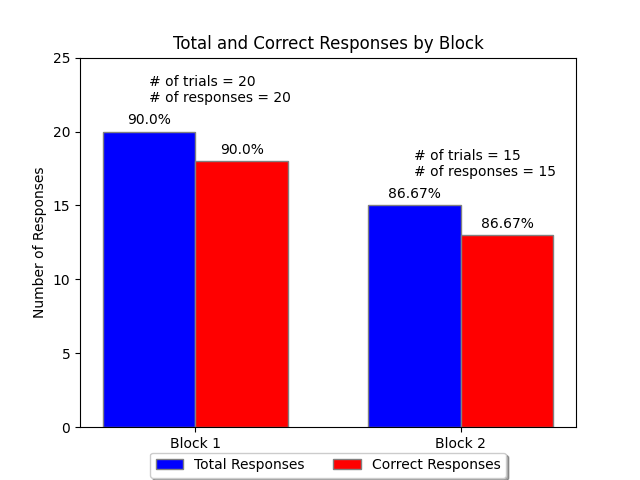 Total and Correct Responses by Block
25
20
15
10
5
0
Number of Responses
# of trials = 20
# of responses = 20
90.0%
90.0%
# of trials = 15
# of responses = 15
86.67%
86.67%
Block 1
Block 2
Total Responses
Correct Responses